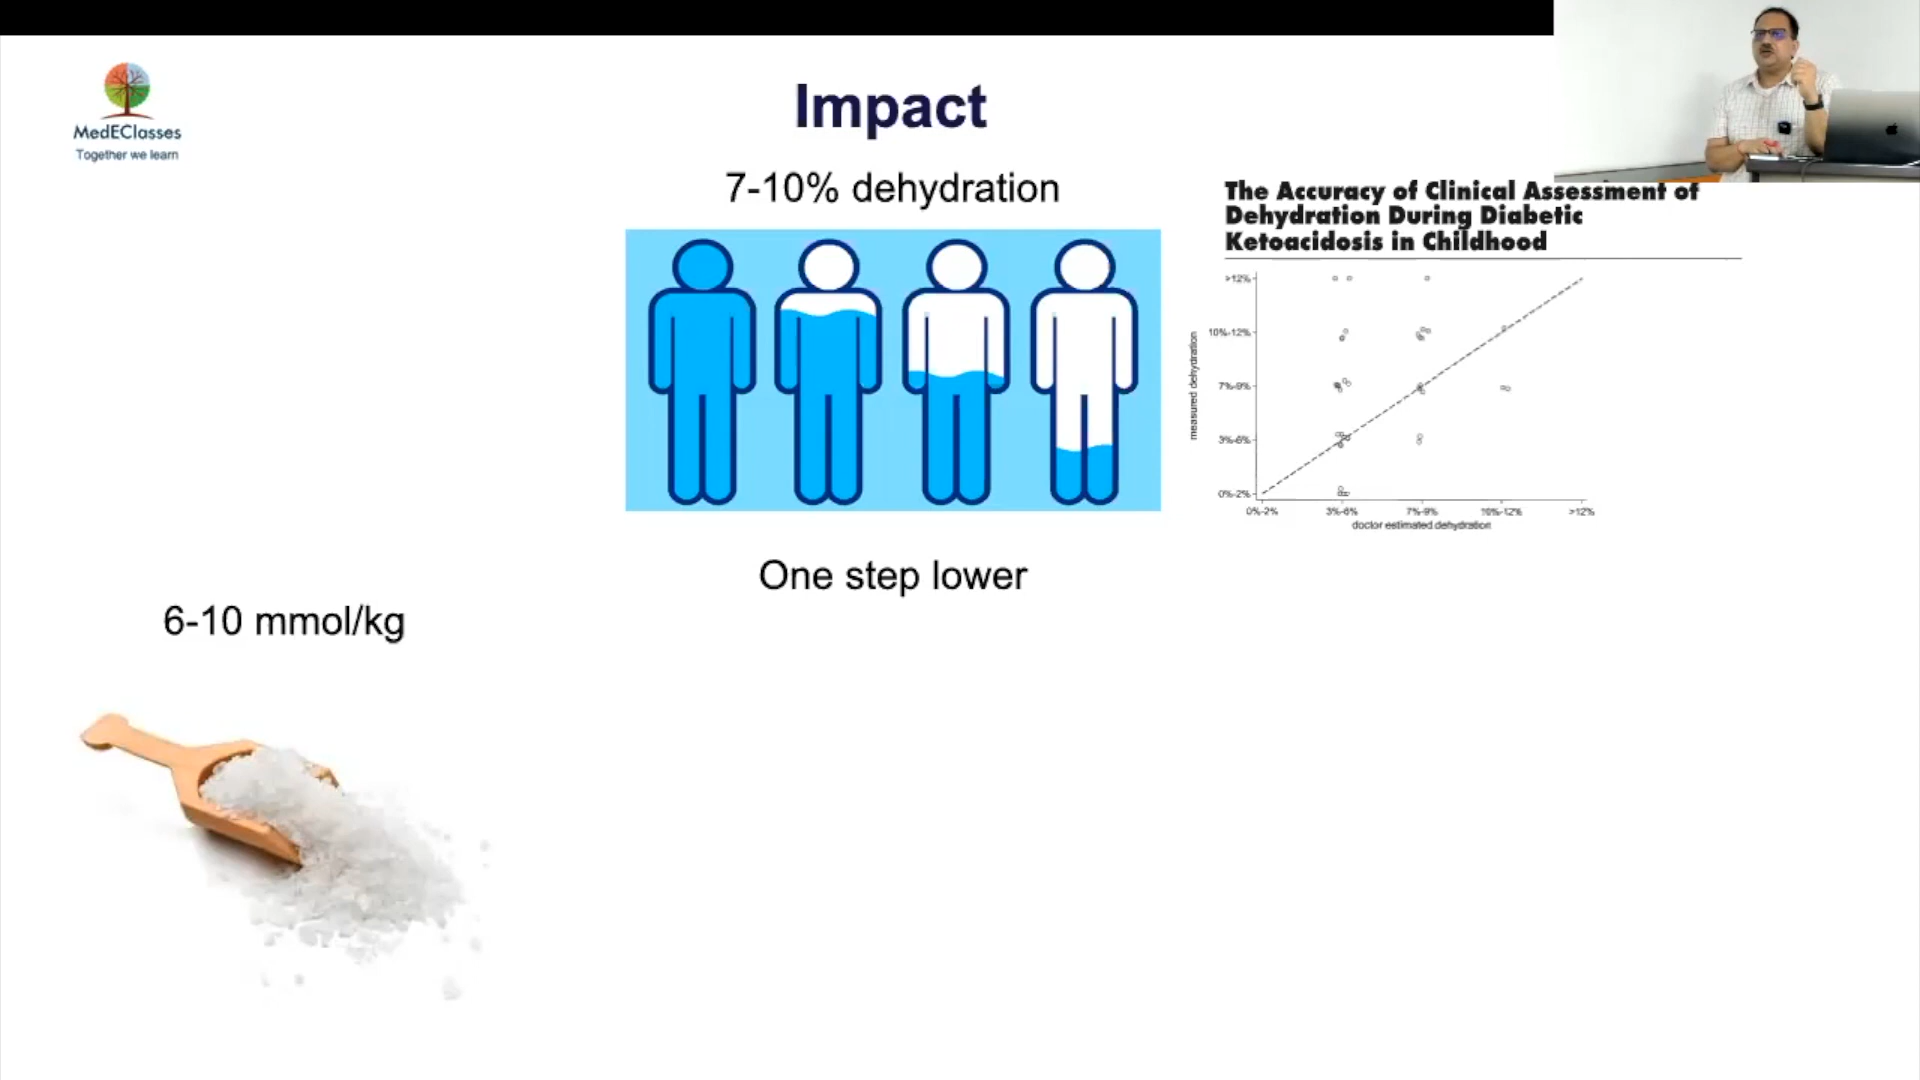 MedEClasses
Together we learn
Impact
7-10% dehydration
The Accuracy of Clinical Assessment of
Dehydration During Diabetic
Ketoacidosis in Childhood
>12%
10%-12%
7%-9%
3%-6%
0%-2%
measured dehydration
0%-2% 3%-6% 7%-9% 10%-12% >12%
doctor estimated dehydration
One step lower
6-10 mmol/kg